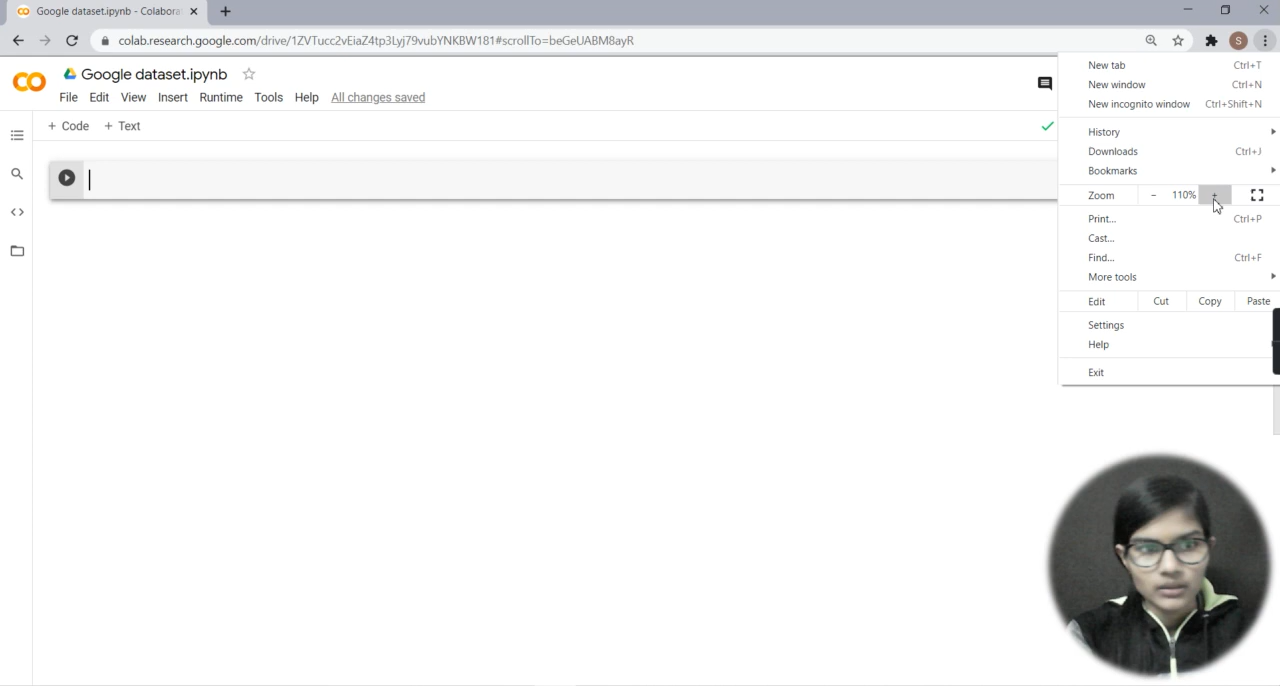 Google dataset.ipynb - Colabora
colab.research.google.com/drive/1ZVTucc2vEiaZ4tp3Lyj79vubYNKBW181#scrollTo=beGeUABM8ayR
S
Google dataset.ipynb
File Edit View Insert Runtime Tools Help All changes saved
+ Code + Text
New tab Ctrl+T
New window Ctrl+N
New incognito window Ctrl+Shift+N
History
Downloads Ctrl+J
Bookmarks
Zoom - 110% +
Print... Ctrl+P
Cast...
Find... Ctrl+F
More tools
Edit Cut Copy Paste
Settings
Help
Exit